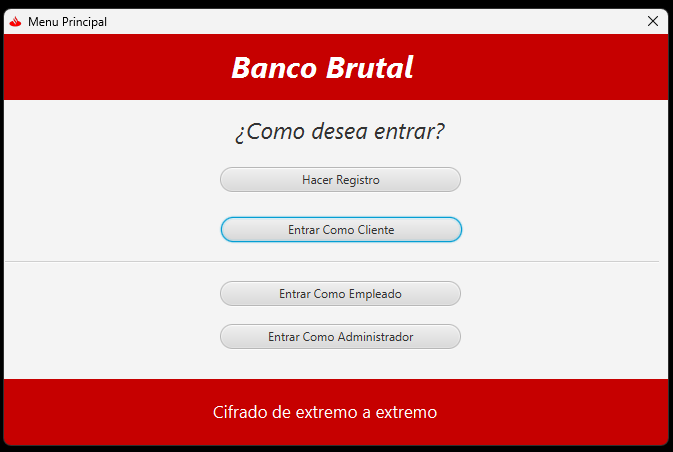 Menu Principal
Banco Brutal
¿Como desea entrar?
Hacer Registro
Entrar Como Cliente
Entrar Como Empleado
Entrar Como Administrador
Cifrado de extremo a extremo